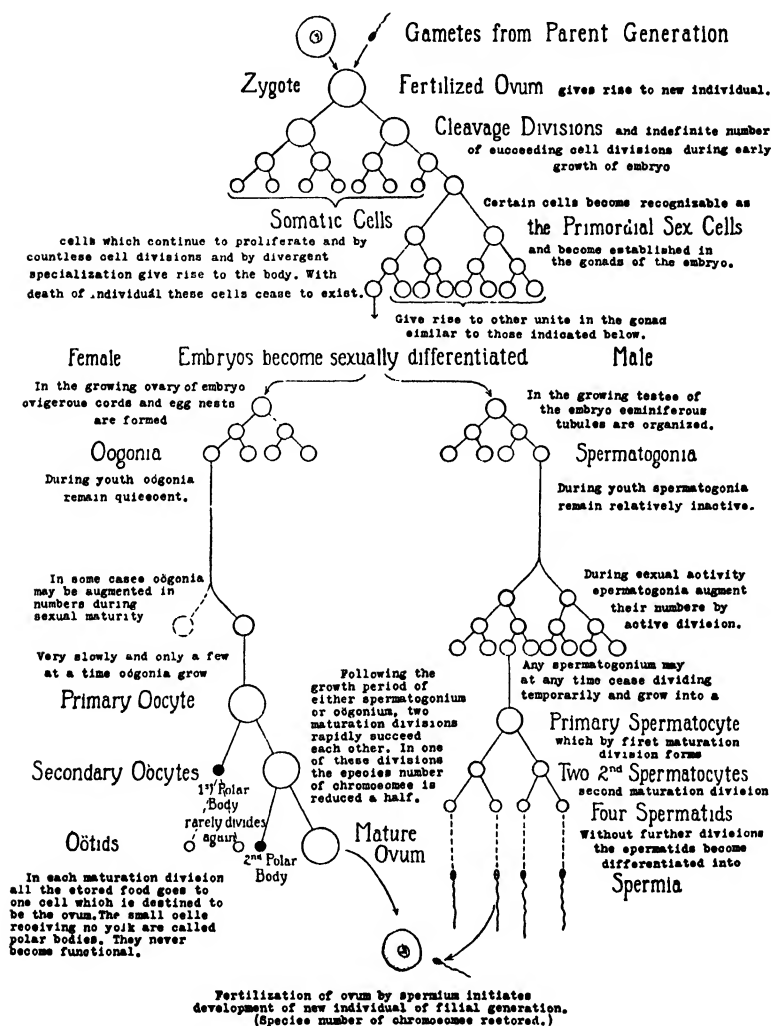 Gametes from Parent Generation
Zygote
Fertilized Ovum gives rise to new individual.
Cleavage Divisions and indefinite number
of succeeding cell divisions during early
growth of embryo
Somatic Cells
cells which continue to proliferate and by
countless cell divisions and by divergent
specialization give rise to the body. With
death of individual these cells cease to exist.
Certain cells become recognizable as
the Primordial Sex Cells
and become established in
the gonads of the embryo.
Give rise to other units in the gonad
similar to those indicated below.
Female
Embryos become sexually differentiated
Male
In the growing ovary of embryo
ovigerous cords and egg nests
are formed
Oogonia
During youth oögonia
remain quiescent.
In the growing testes of
the embryo seminiferous
tubules are organized.
Spermatogonia
During youth spermatogonia
remain relatively inactive.
In some cases oögonia
may be augmented in
numbers during
sexual maturity
During sexual activity
spermatogonia augment
their numbers by
active division.
Very slowly and only a few
at a time oögonia grow
Primary Oocyte
Following the
growth period of
either spermatogonium
or oögonium, two
maturation divisions
rapidly succeed
each other. In one
of these divisions
the species number
of chromosomes is
reduced a half.
Any spermatogonium may
at any time cease dividing
temporarily and grow into a
Primary Spermatocyte
which by first maturation
division forms
Two 2nd Spermatocytes
second maturation division
Four Spermatids
Without further divisions
the spermatids become
differentiated into
Spermia
Secondary Oöcytes
1st Polar
Body
rarely divides
again
Oötids
2nd Polar
Body
Mature
Ovum
In each maturation division
all the stored food goes to
one cell which is destined to
be the ovum. The small cells
receiving no yolk are called
polar bodies. They never
become functional.
Fertilization of ovum by spermium initiates
development of new individual of filial generation.
(Species number of chromosomes restored.)